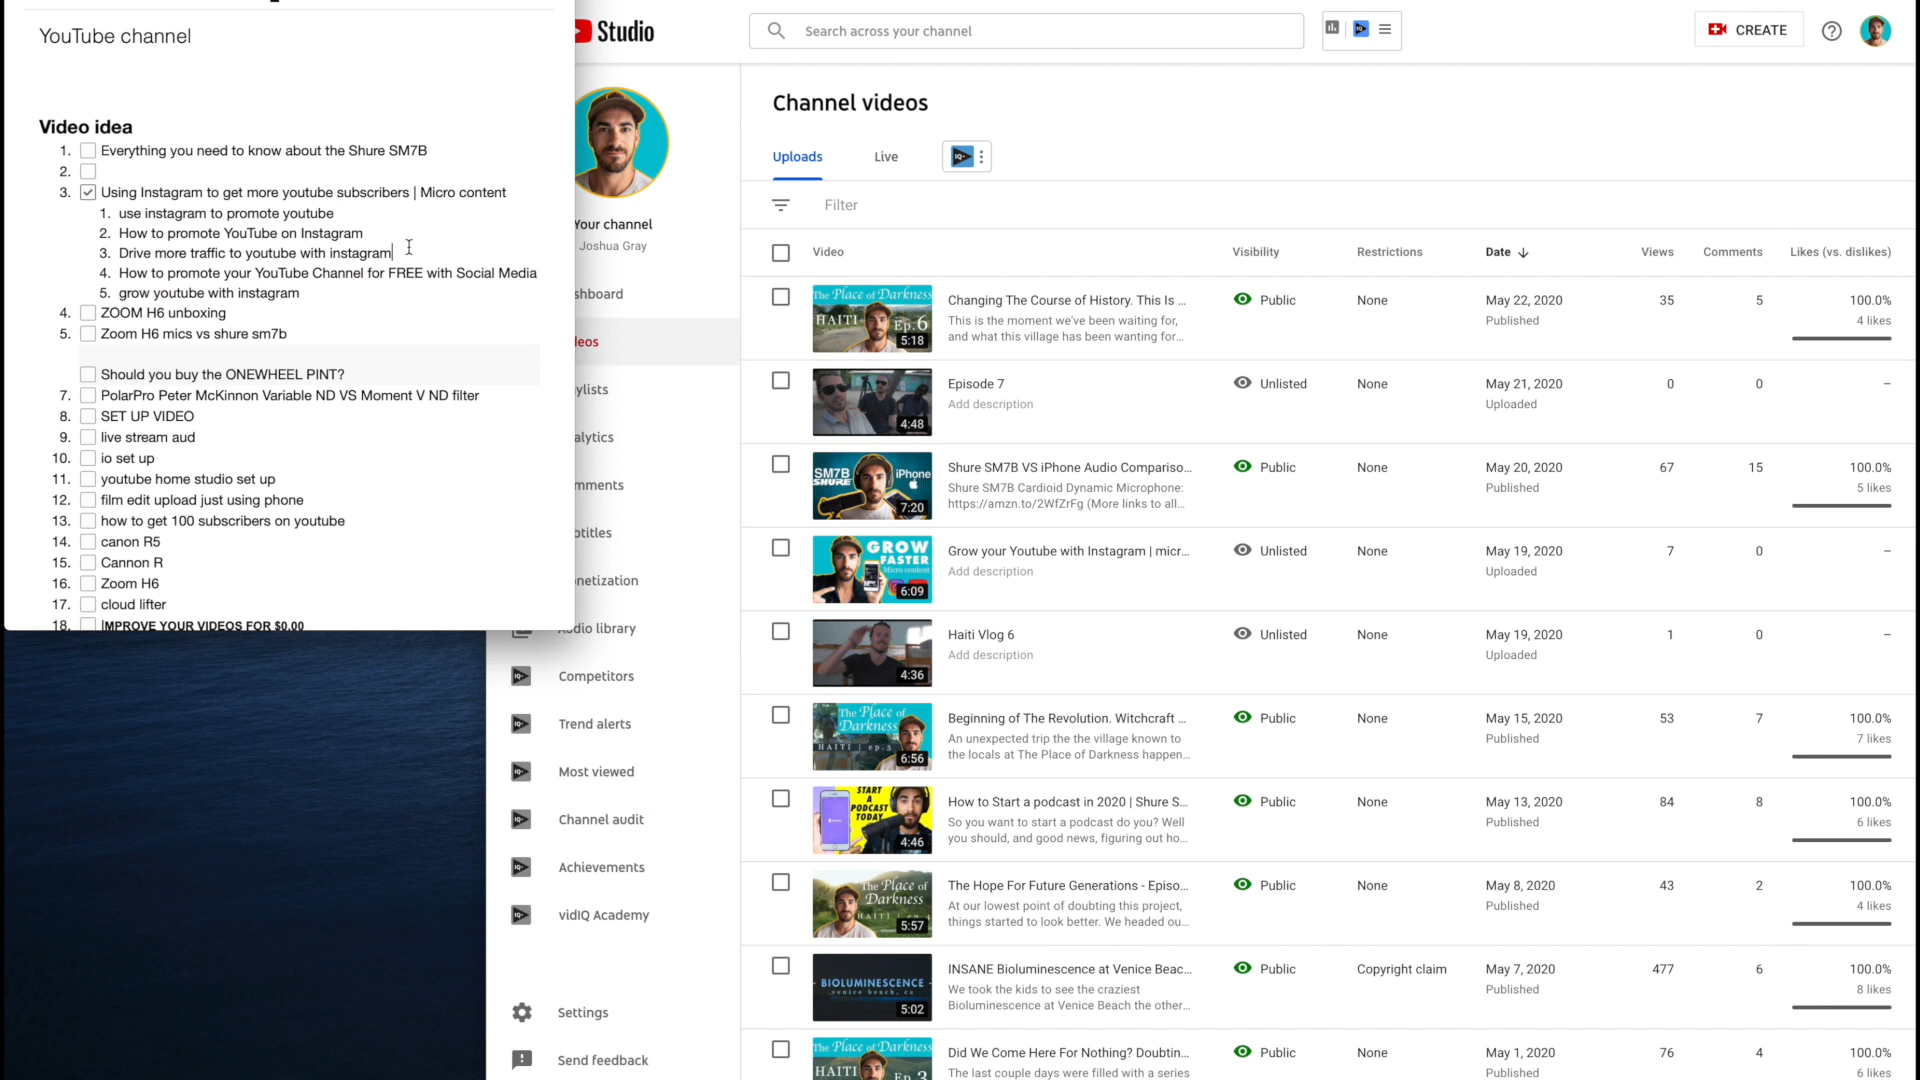 YouTube channel
Video idea
1. Everything you need to know about the Shure SM7B
2.
3. Using Instagram to get more youtube subscribers | Micro content
1. use instagram to promote youtube
2. How to promote YouTube on Instagram
3. Drive more traffic to youtube with instagram
4. How to promote your YouTube Channel for FREE with Social Media
5. grow youtube with instagram
4. ZOOM H6 unboxing
5. Zoom H6 mics vs shure sm7b
Should you buy the ONEWHEEL PINT?
7. PolarPro Peter McKinnon Variable ND VS Moment V ND filter
8. SET UP VIDEO
9. live stream aud
10. io set up
11. youtube home studio set up
12. film edit upload just using phone
13. how to get 100 subscribers on youtube
14. canon R5
15. Cannon R
16. Zoom H6
17. cloud lifter
18. IMPROVE YOUR VIDEOS FOR $0.00
Studio
Search across your channel
CREATE
Your channel
Joshua Gray
shboard
eos
ylists
alytics
mments
btitles
onetization
udio library
Competitors
Trend alerts
Most viewed
Channel audit
Achievements
vidIQ Academy
Settings
Send feedback
Channel videos
Uploads Live
Filter
Video Visibility Restrictions Date Views Comments Likes (vs. dislikes)
The Place of Darkness
HAITI Ep.6
5:18
Changing The Course of History. This Is ... Public None May 22, 2020 35 5 100.0%
This is the moment we've been waiting for, Published 4 likes
and what this village has been wanting for...
4:48
Episode 7 Unlisted None May 21, 2020 0 0 –
Add description Uploaded
SM7B SHURE iPhone
7:20
Shure SM7B VS iPhone Audio Compariso... Public None May 20, 2020 67 15 100.0%
Shure SM7B Cardioid Dynamic Microphone: Published 5 likes
https://amzn.to/2WfZrFg (More links to all...
GROW FASTER
Micro content
6:09
Grow your Youtube with Instagram | micr... Unlisted None May 19, 2020 7 0 –
Add description Uploaded
4:36
Haiti Vlog 6 Unlisted None May 19, 2020 1 0 –
Add description Uploaded
The Place of Darkness
HAITI | ep.5
6:56
Beginning of The Revolution. Witchcraft ... Public None May 15, 2020 53 7 100.0%
An unexpected trip the the village known to Published 7 likes
the locals at The Place of Darkness happen...
START A PODCAST TODAY
4:46
How to Start a podcast in 2020 | Shure S... Public None May 13, 2020 84 8 100.0%
So you want to start a podcast do you? Well Published 6 likes
you should, and good news, figuring out ho...
The Place of Darkness
HAITI
5:57
The Hope For Future Generations - Episo... Public None May 8, 2020 43 2 100.0%
At our lowest point of doubting this project, Published 4 likes
things started to look better. We headed ou...
BIOLUMINESCENCE
venice beach, ca
5:02
INSANE Bioluminescence at Venice Beac... Public Copyright claim May 7, 2020 477 6 100.0%
We took the kids to see the craziest Published 8 likes
Bioluminescence at Venice Beach the other...
The Place of Darkness
HAITI Ep.3
Did We Come Here For Nothing? Doubtin... Public None May 1, 2020 76 4 100.0%
The last couple days were filled with a series Published 6 likes